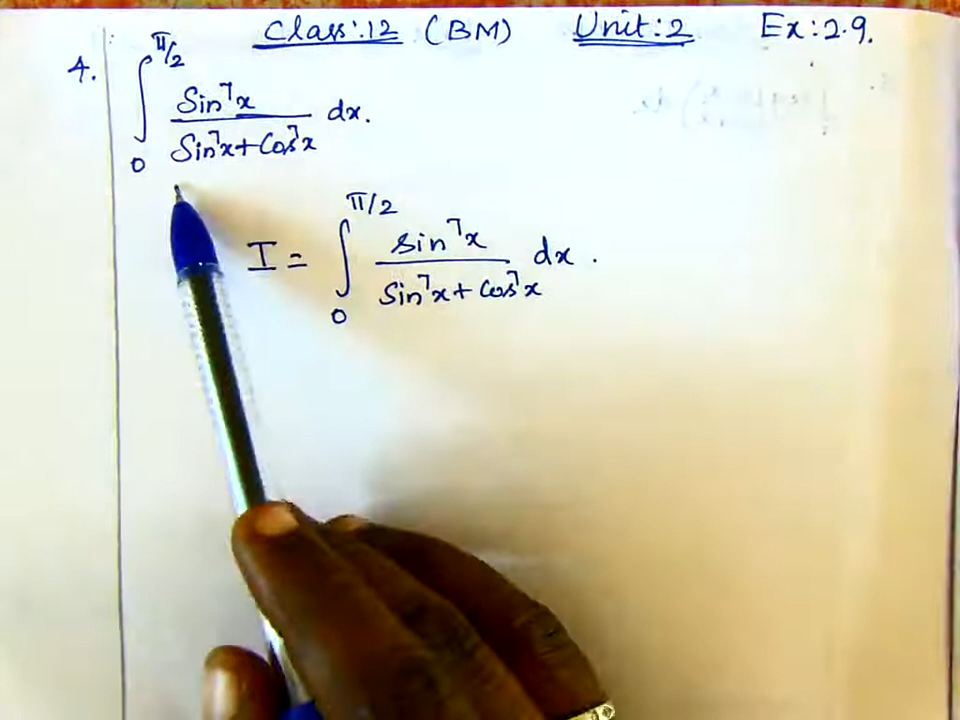 Class:12 (BM) Unit:2 Ex:2.9.
4. ∫₀^{π/2} Sin⁷x / (Sin⁷x + Cos⁷x) dx.
I = ∫₀^{π/2} sin⁷x / (Sin⁷x + Cos⁷x) dx.